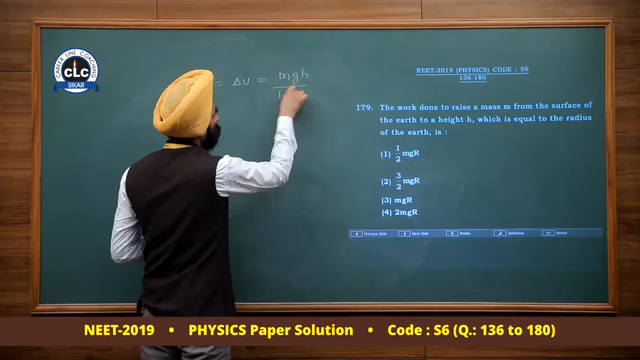 CAREER LINE COACHING
CLC
SIKAR
= ΔU = mgh
NEET-2019 (PHYSICS) CODE : S6
136-180
179. The work done to raise a mass m from the surface of
the earth to a height h, which is equal to the radius
of the earth, is :
(1) 1/2 mgR
(2) 3/2 mgR
(3) mgR
(4) 2mgR
Previous Slide Next Slide Slideshow Return
NEET-2019 • PHYSICS Paper Solution • Code : S6 (Q.: 136 to 180)